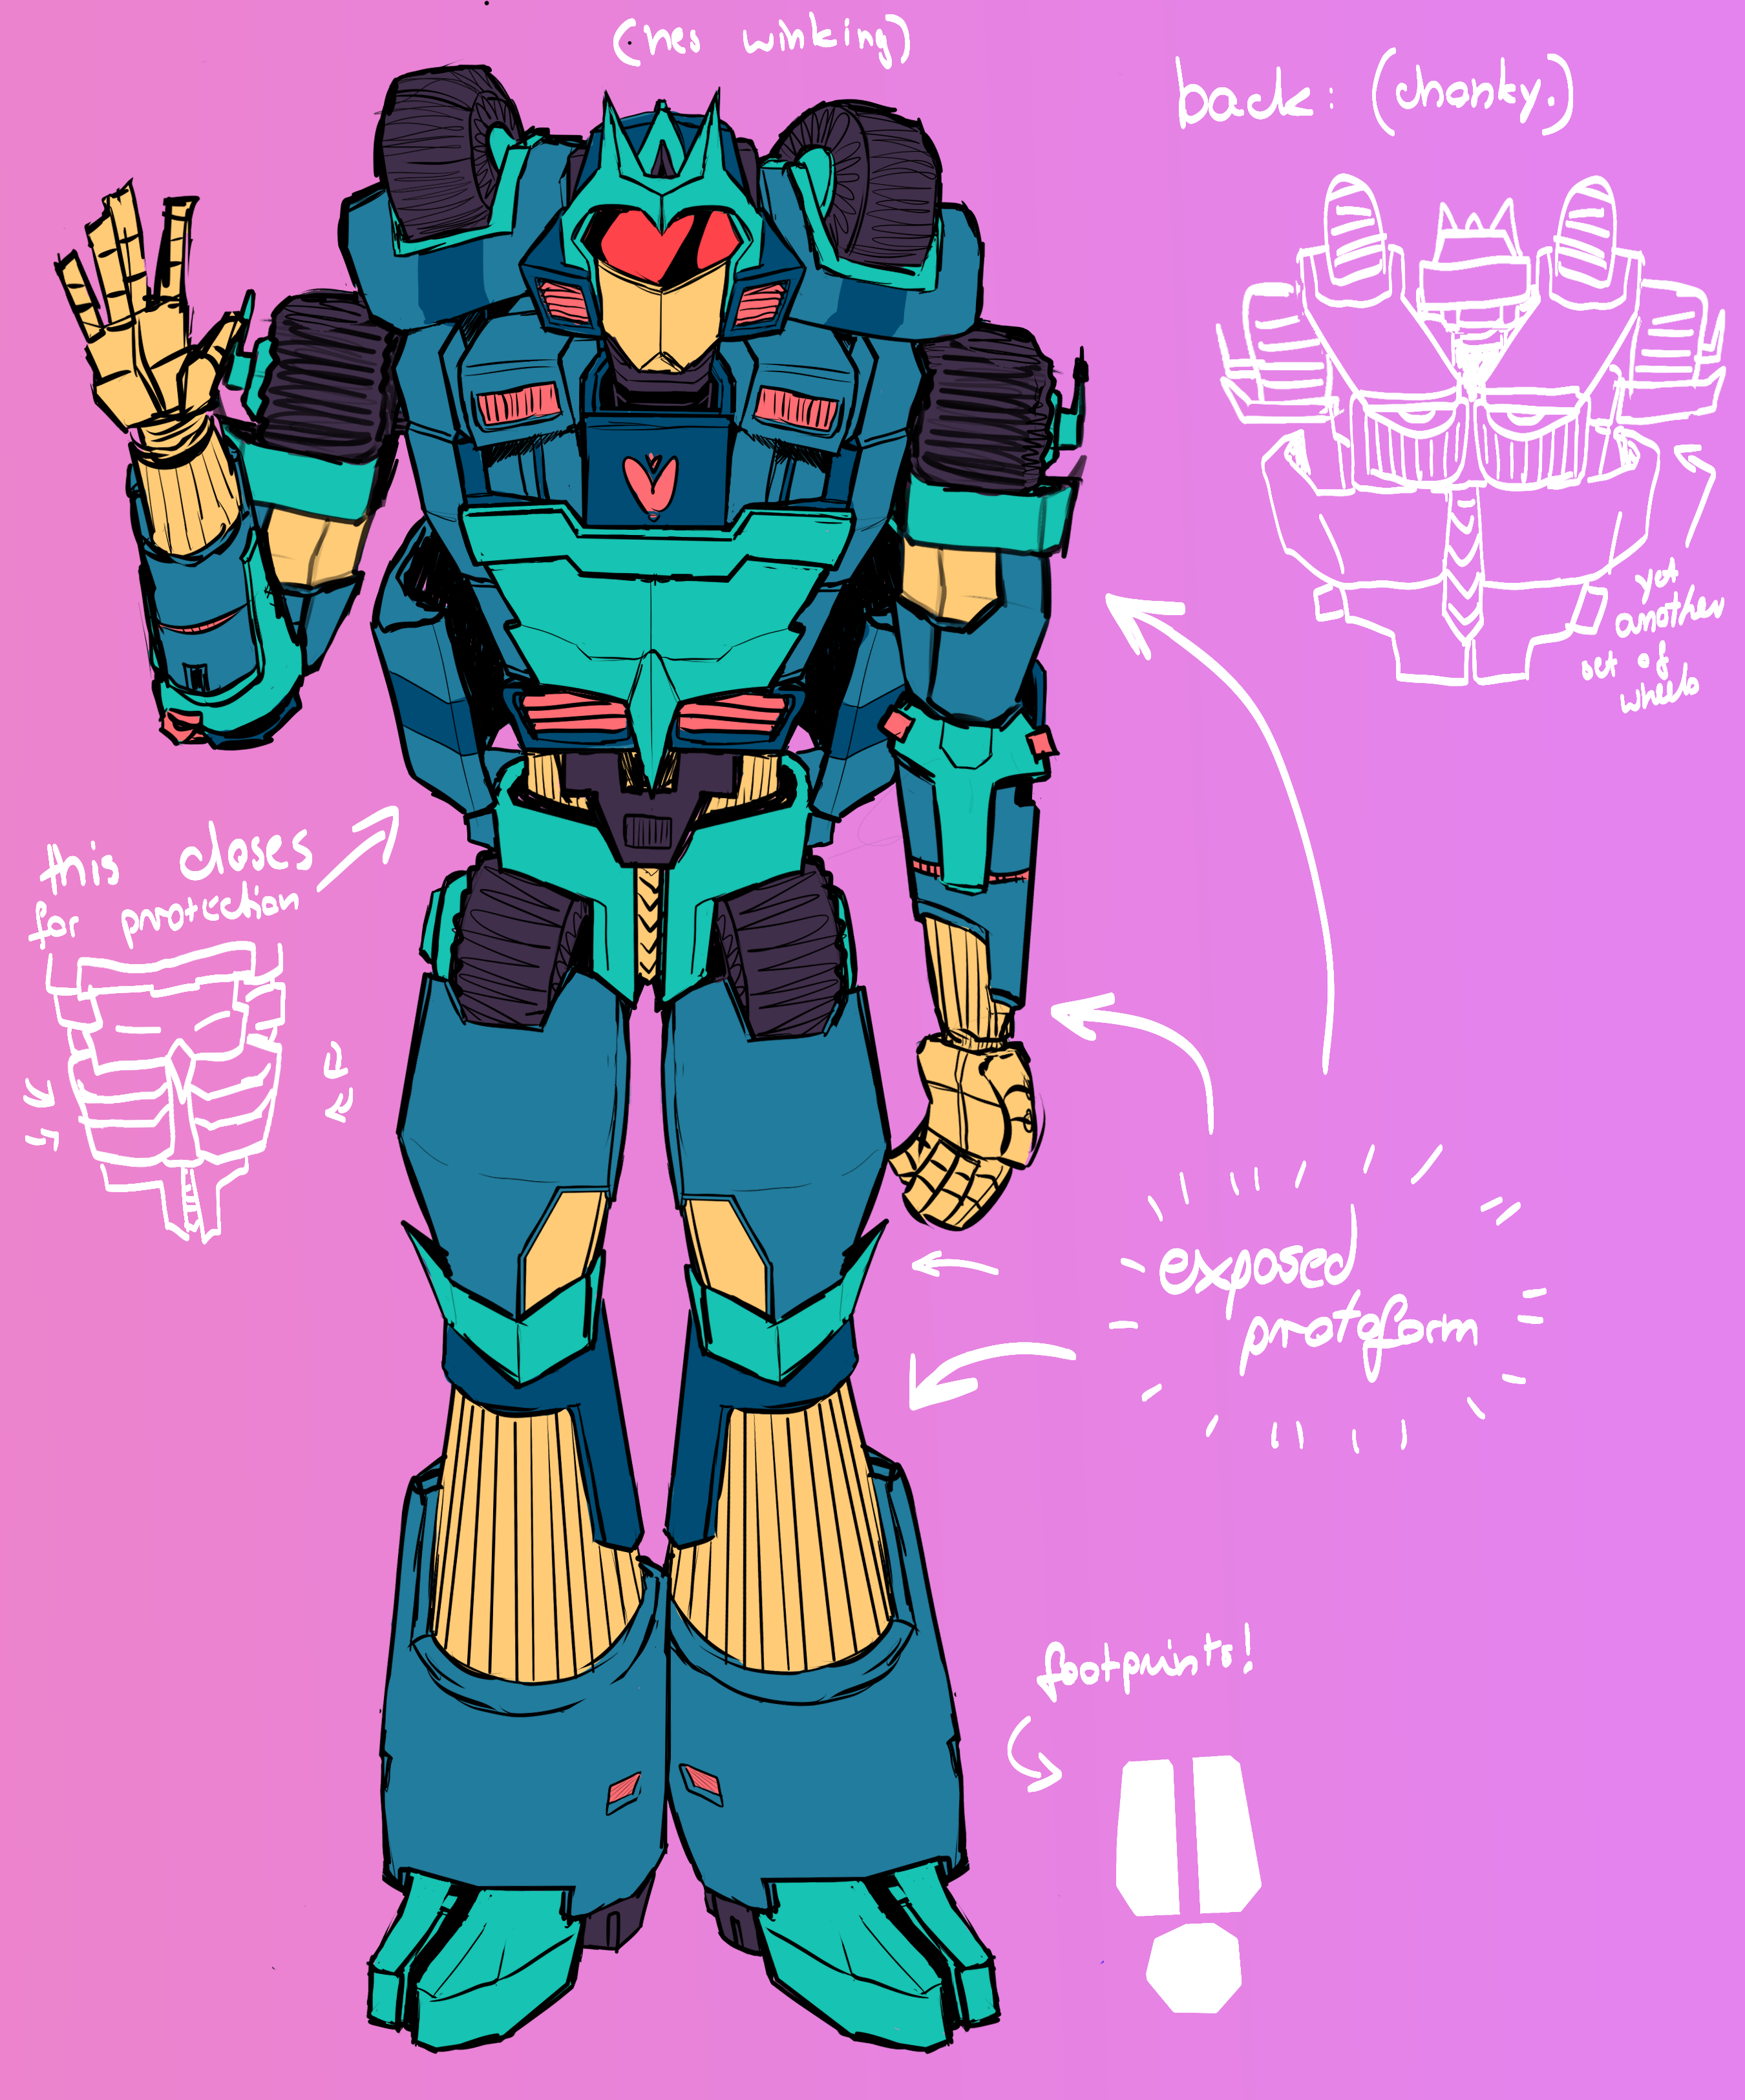 (hes winking)
back: (chonky.)
yet
another
set of
wheels
this closes
for protection
exposed
protoform
footprints!